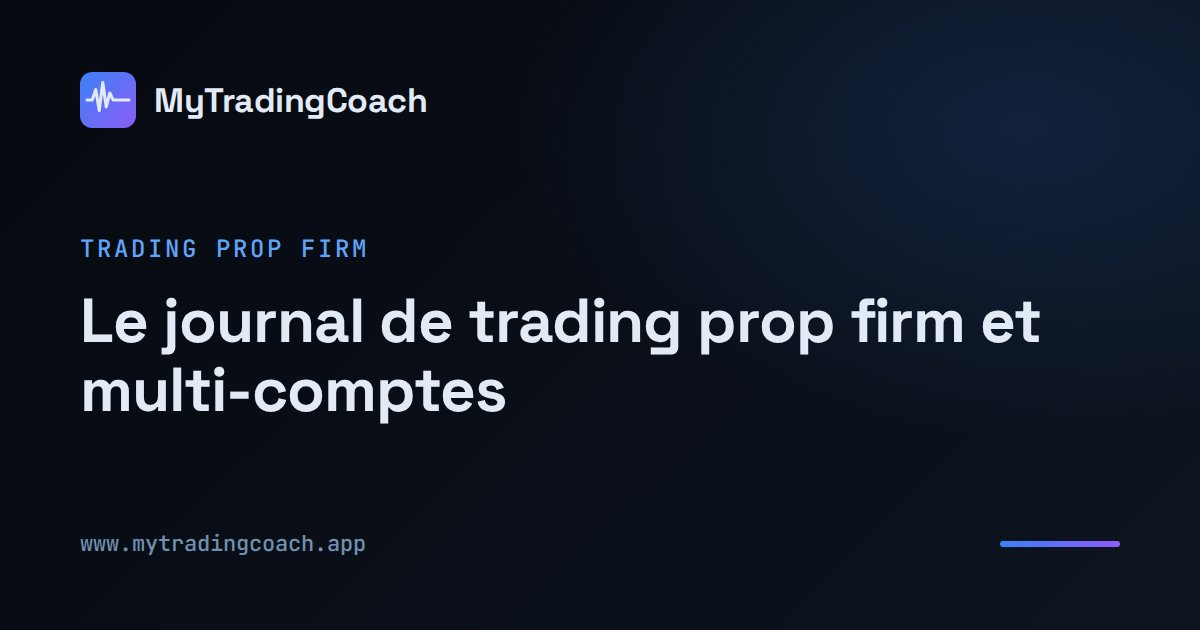 MyTradingCoach
TRADING PROP FIRM
Le journal de trading prop firm et
multi-comptes
www.mytradingcoach.app